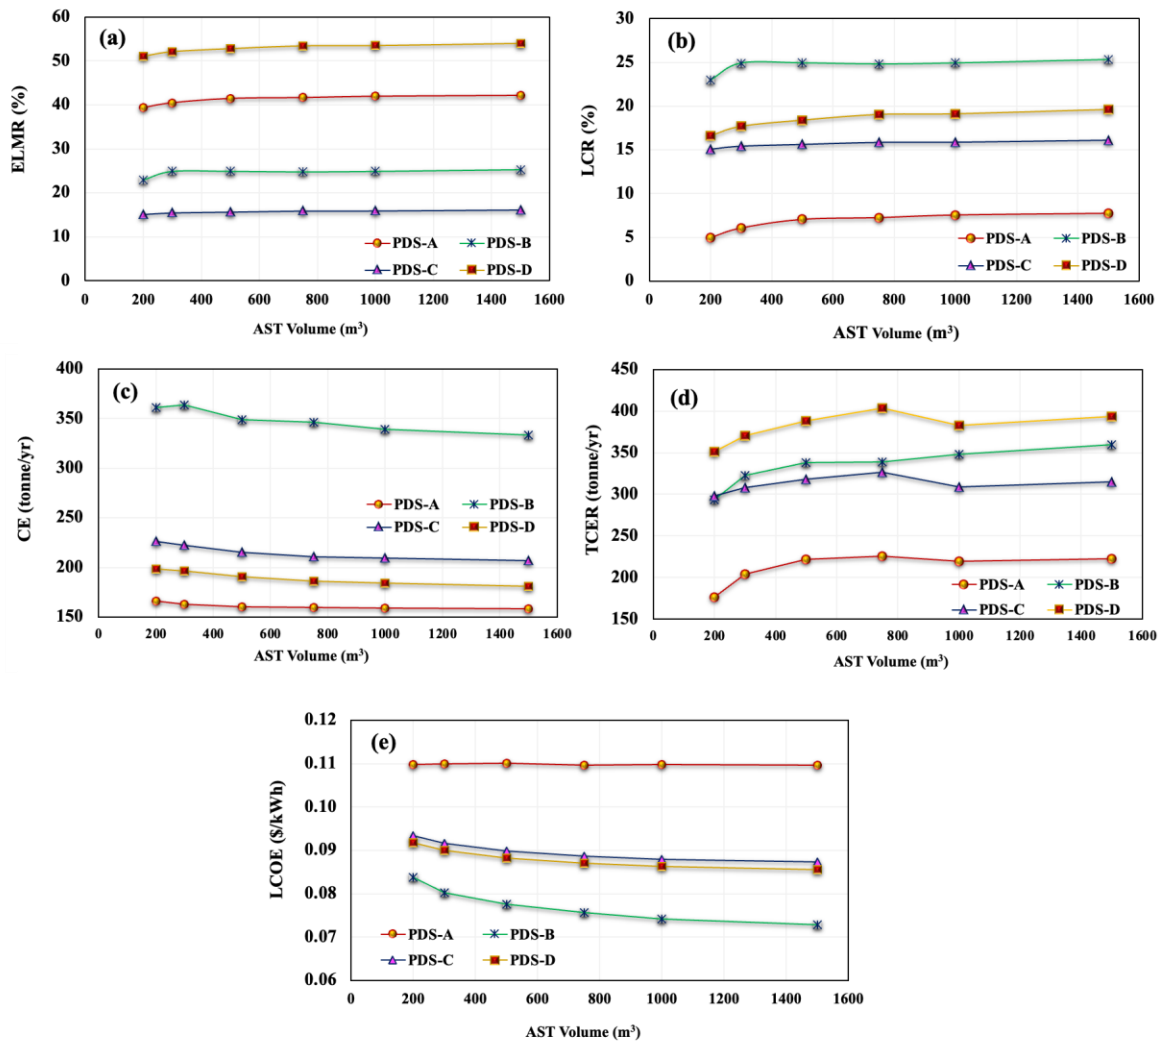 (a)
ELMR (%)
60
50
40
30
20
10
0
PDS-A PDS-B
PDS-C PDS-D
0 200 400 600 800 1000 1200 1400 1600
AST Volume (m³)
(b)
LCR (%)
30
25
20
15
10
5
0
PDS-A PDS-B
PDS-C PDS-D
0 200 400 600 800 1000 1200 1400 1600
AST Volume (m³)
(c)
CE (tonne/yr)
400
350
300
250
200
150
PDS-A PDS-B
PDS-C PDS-D
0 200 400 600 800 1000 1200 1400 1600
AST Volume (m³)
(d)
TCER (tonne/yr)
450
400
350
300
250
200
150
PDS-A PDS-B
PDS-C PDS-D
0 200 400 600 800 1000 1200 1400 1600
AST Volume (m³)
(e)
LCOE ($/kWh)
0.12
0.11
0.10
0.09
0.08
0.07
0.06
PDS-A PDS-B
PDS-C PDS-D
0 200 400 600 800 1000 1200 1400 1600
AST Volume (m³)